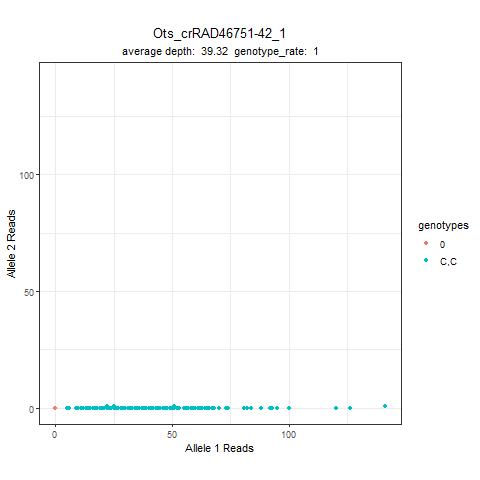 Ots_crRAD46751-42_1
average depth: 39.32 genotype_rate: 1
Allele 2 Reads
100
50
0
0
50
100
Allele 1 Reads
genotypes
0
C,C